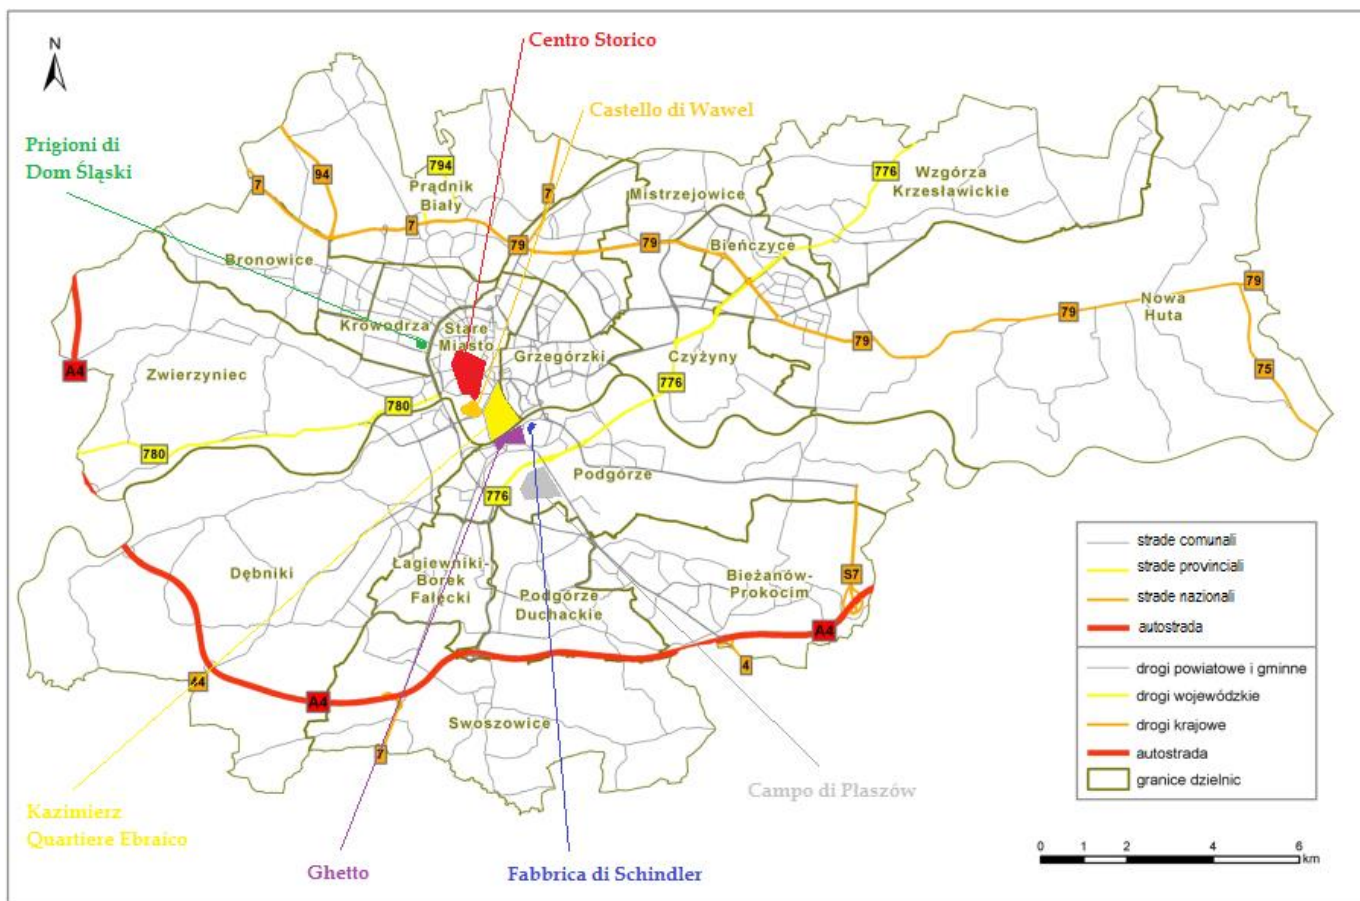 Centro Storico
N
Castello di Wawel
Prigioni di
Dom Śląski
794
776
Wzgórza
Krzesławickie
94
7
Prądnik
Biały
7
Mistrzejowice
7
79
79
Bieńczyce
Bronowice
79
Nowa
Huta
79
Krowodrza
Stare
Miasto
Grzegórzki
Czyżyny
79
A4
Zwierzyniec
776
75
780
780
Podgórze
776
Dębniki
Łagiewniki-
Borek
Fałęcki
Podgórze
Duchackie
Bieżanów-
Prokocim
S7
A4
4
44
A4
Swoszowice
7
strade comunali
strade provinciali
strade nazionali
autostrada
drogi powiatowe i gminne
drogi wojewódzkie
drogi krajowe
autostrada
granice dzielnic
Campo di Płaszów
Kazimierz
Quartiere Ebraico
Ghetto
Fabbrica di Schindler
0 1 2 4 6
km